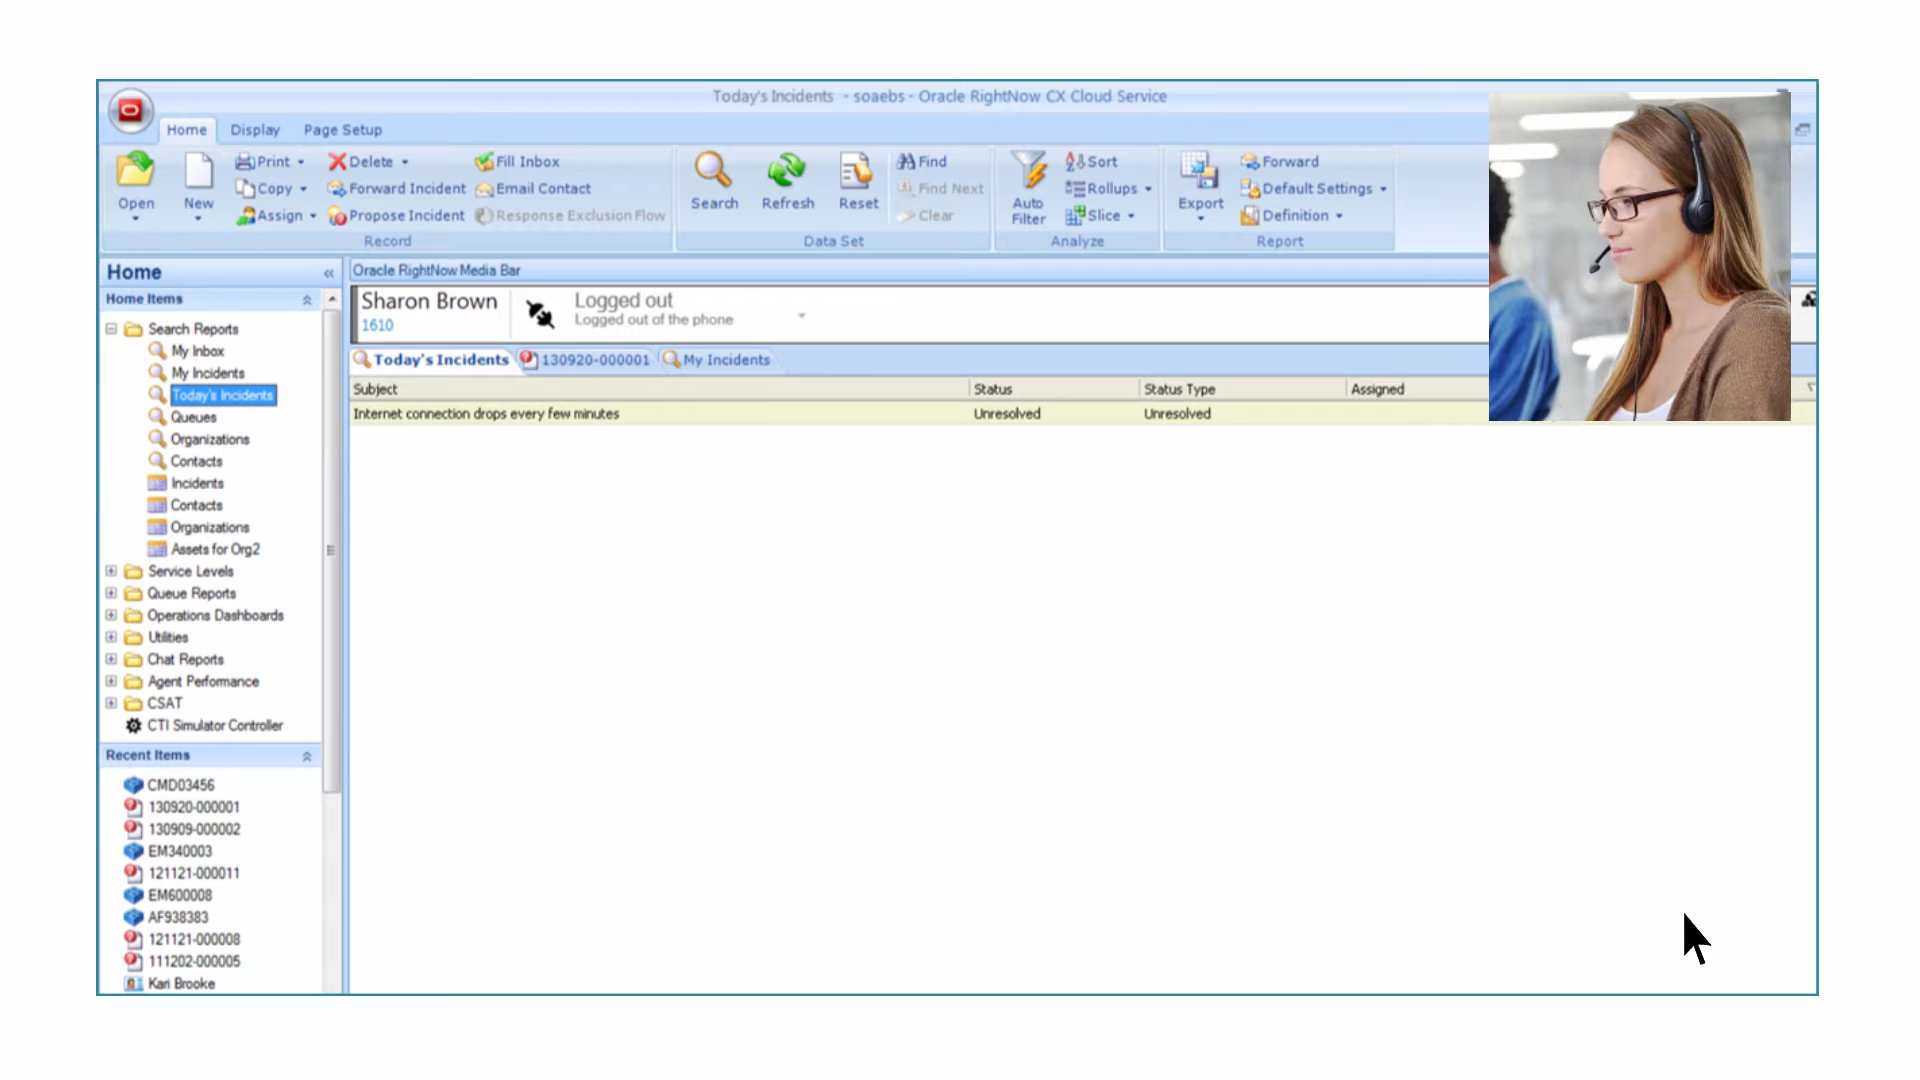 Today's Incidents - soaebs - Oracle RightNow CX Cloud Service
Home Display Page Setup
Open
New
Print
Copy
Assign
Delete
Forward Incident
Propose Incident
Fill Inbox
Email Contact
Response Exclusion Flow
Record
Search
Refresh
Reset
Find
Find Next
Clear
Data Set
Auto
Filter
Sort
Rollups
Slice
Analyze
Export
Forward
Default Settings
Definition
Report
Home
Home Items
Search Reports
My Inbox
My Incidents
Today's Incidents
Queues
Organizations
Contacts
Incidents
Contacts
Organizations
Assets for Org2
Service Levels
Queue Reports
Operations Dashboards
Utilities
Chat Reports
Agent Performance
CSAT
CTI Simulator Controller
Recent Items
CMD03456
130920-000001
130909-000002
EM340003
121121-000011
EM600008
AF938383
121121-000008
111202-000005
Kari Brooke
Oracle RightNow Media Bar
Sharon Brown
1610
Logged out
Logged out of the phone
Today's Incidents 130920-000001 My Incidents
Subject Status Status Type Assigned
Internet connection drops every few minutes Unresolved Unresolved